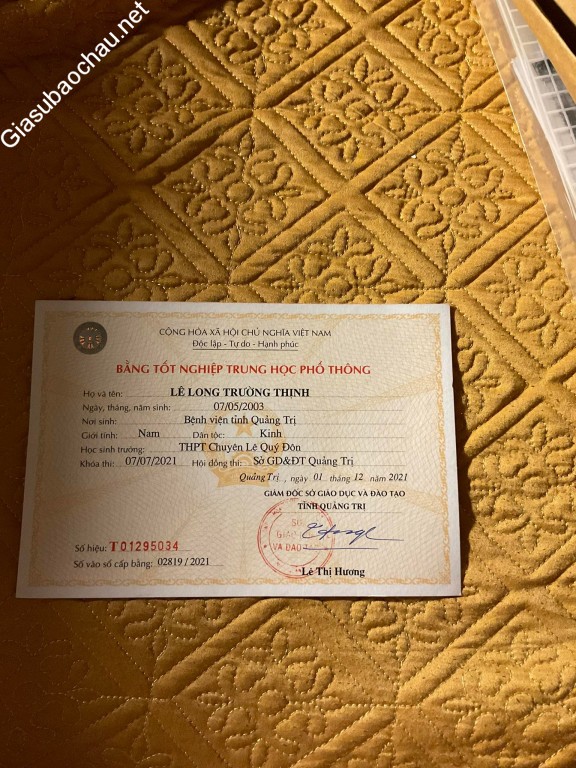 Giasubaochau.net
CỘNG HÒA XÃ HỘI CHỦ NGHĨA VIỆT NAM
Độc lập - Tự do - Hạnh phúc
BẰNG TỐT NGHIỆP TRUNG HỌC PHỔ THÔNG
Họ và tên: LÊ LONG TRƯỜNG THỊNH
Ngày, tháng, năm sinh: 07/05/2003
Nơi sinh: Bệnh viện tỉnh Quảng Trị
Giới tính: Nam Dân tộc: Kinh
Học sinh trường: THPT Chuyên Lê Quý Đôn
Khóa thi: 07/07/2021 Hội đồng thi: Sở GD&ĐT Quảng Trị
Quảng Trị, ngày 01 tháng 12 năm 2021
GIÁM ĐỐC SỞ GIÁO DỤC VÀ ĐÀO TẠO
TỈNH QUẢNG TRỊ
SỞ
GIÁO
VÀ ĐÀO
Số hiệu: T01295034
Số vào sổ cấp bằng: 02819/2021
Lê Thị Hương